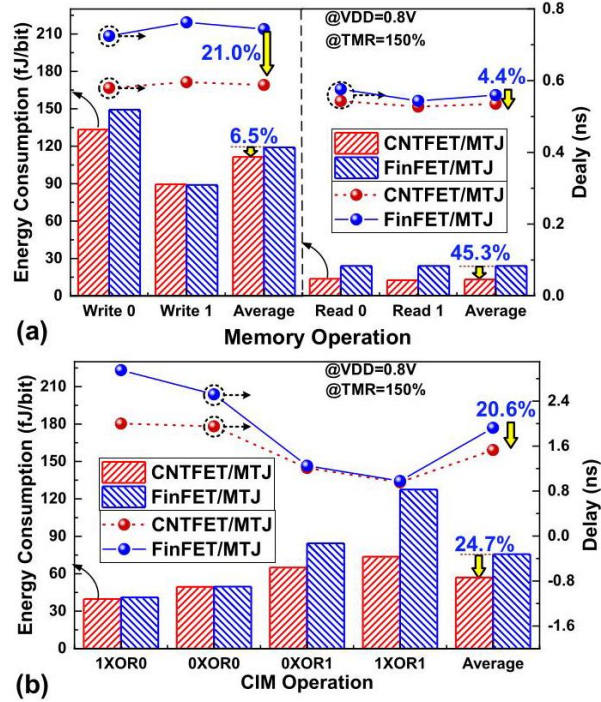 @VDD=0.8V
@TMR=150%
21.0%
4.4%
6.5%
45.3%
CNTFET/MTJ
FinFET/MTJ
CNTFET/MTJ
FinFET/MTJ
Energy Consumption (fJ/bit)
210
180
150
120
90
60
30
0
Dealy (ns)
0.8
0.6
0.4
0.2
0.0
Write 0 Write 1 Average Read 0 Read 1 Average
(a) Memory Operation
@VDD=0.8V
@TMR=150%
20.6%
24.7%
CNTFET/MTJ
FinFET/MTJ
CNTFET/MTJ
FinFET/MTJ
Energy Consumption (fJ/bit)
210
180
150
120
90
60
30
0
Delay (ns)
2.4
1.6
0.8
0.0
-0.8
-1.6
1XOR0 0XOR0 0XOR1 1XOR1 Average
(b) CIM Operation